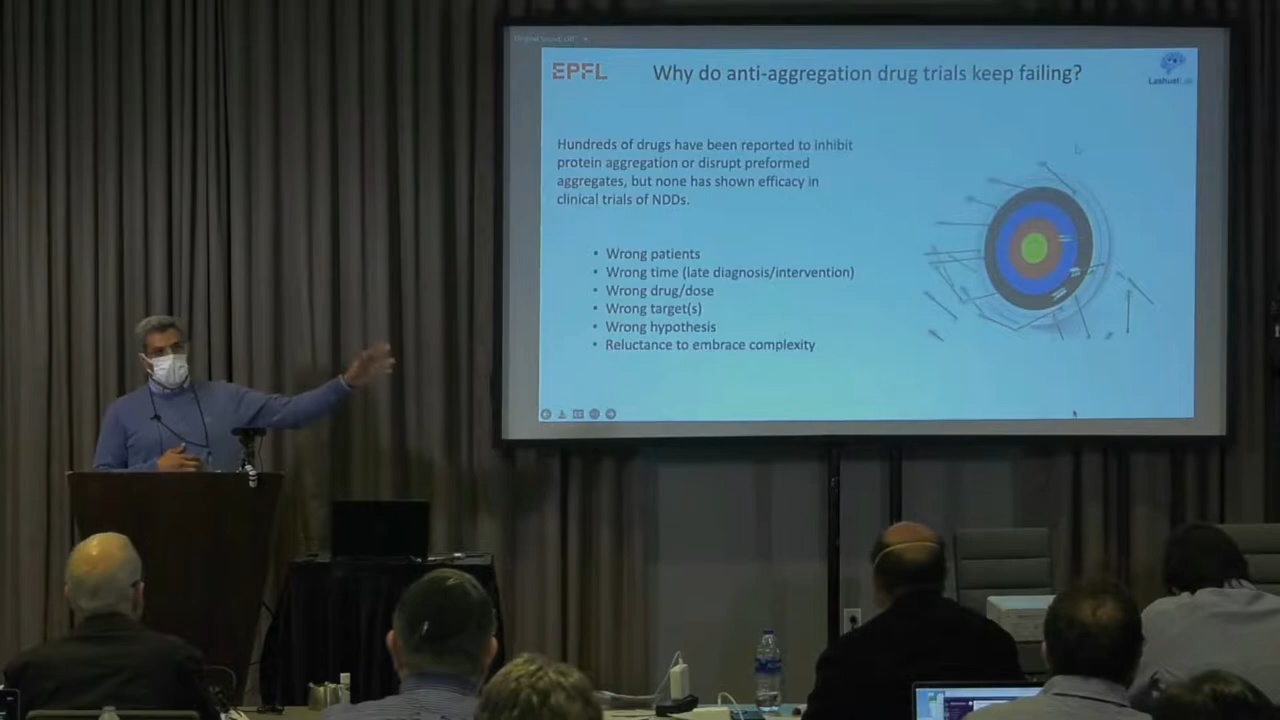 EPFL
Why do anti-aggregation drug trials keep failing?
Hundreds of drugs have been reported to inhibit
protein aggregation or disrupt preformed
aggregates, but none has shown efficacy in
clinical trials of NDDs.
• Wrong patients
• Wrong time (late diagnosis/intervention)
• Wrong drug/dose
• Wrong target(s)
• Wrong hypothesis
• Reluctance to embrace complexity